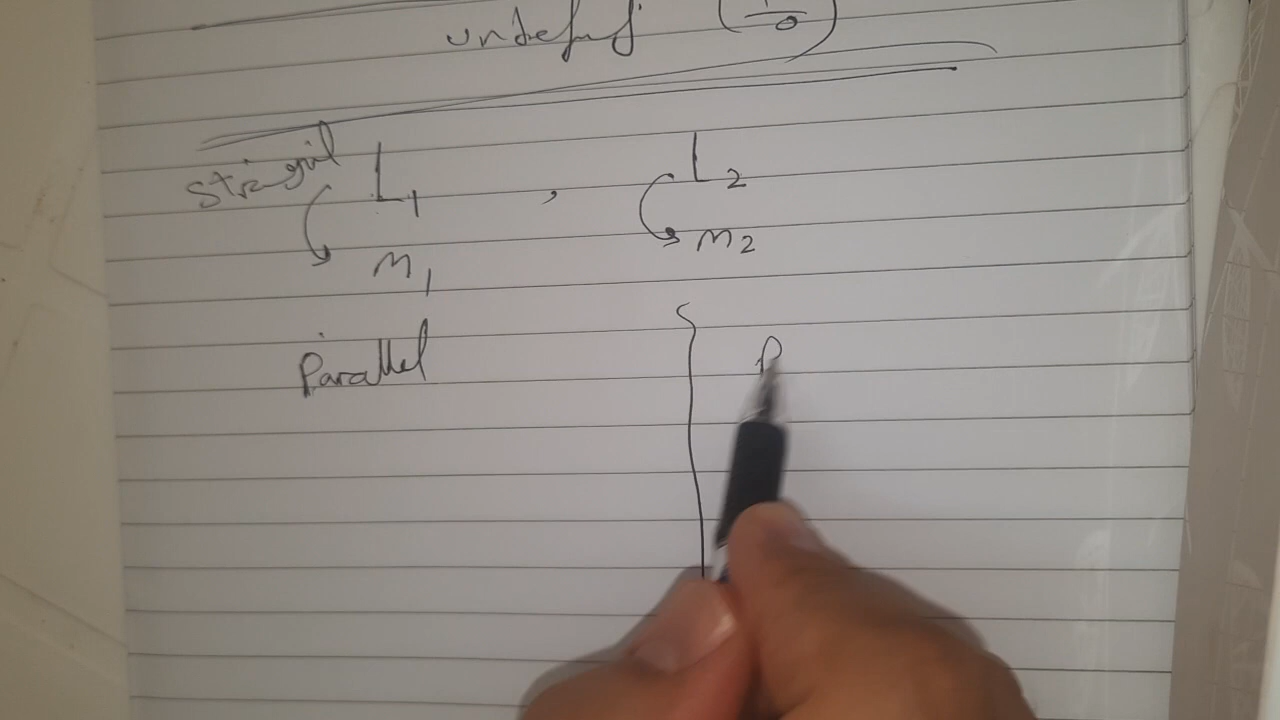 undefined (1/0)
Straight L1 , L2
m1 m2
Parallel P